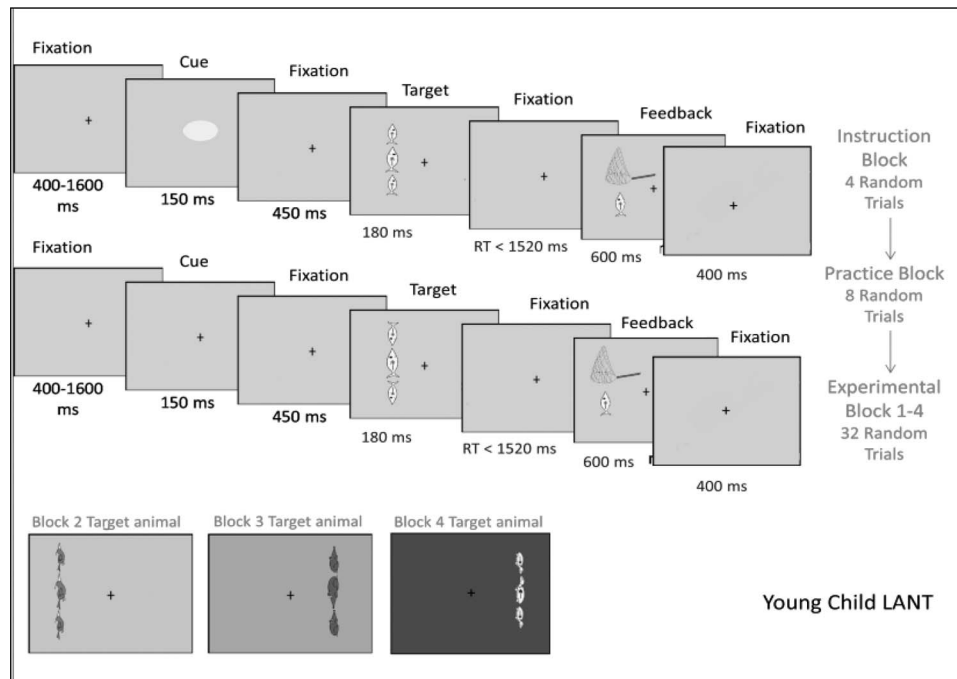 Fixation
Cue
Fixation
Target
Fixation
Feedback
Fixation
400-1600
ms
150 ms
450 ms
180 ms
RT < 1520 ms
600 ms
400 ms
Fixation
Cue
Fixation
Target
Fixation
Feedback
Fixation
400-1600
ms
150 ms
450 ms
180 ms
RT < 1520 ms
600 ms
400 ms
Instruction
Block
4 Random
Trials
Practice Block
8 Random
Trials
Experimental
Block 1-4
32 Random
Trials
Block 2 Target animal
Block 3 Target animal
Block 4 Target animal
Young Child LANT